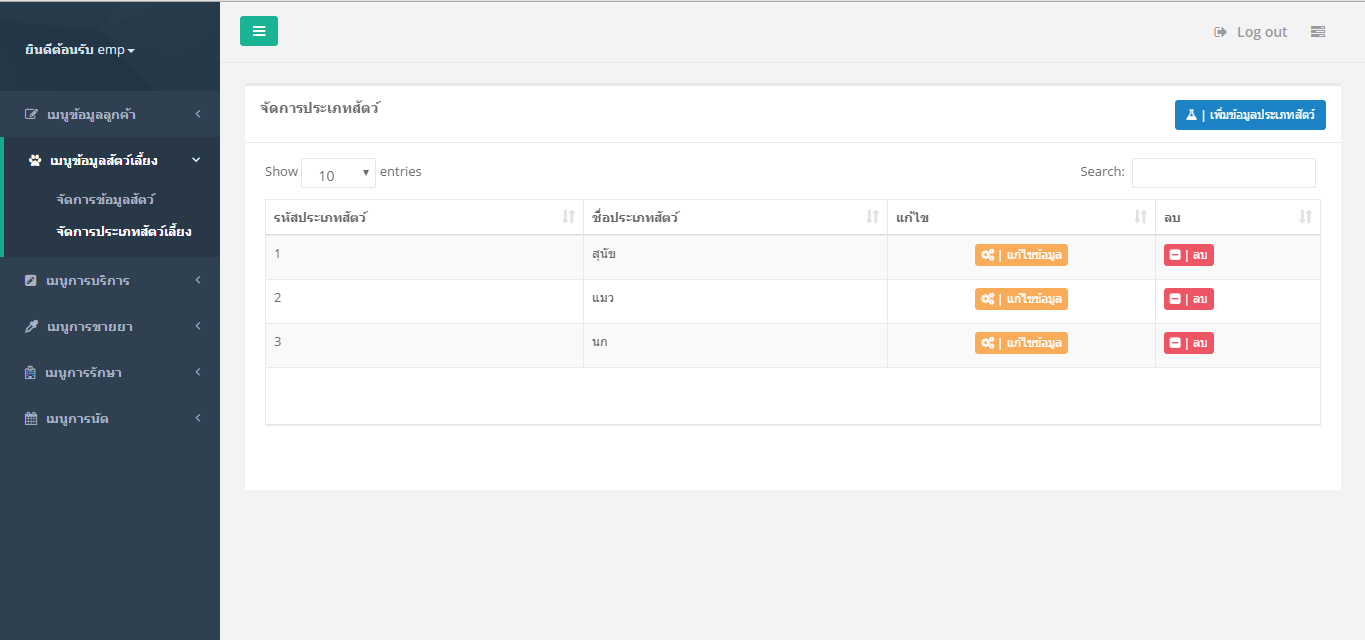 ยินดีต้อนรับ emp
Log out
เมนูข้อมูลลูกค้า
เมนูข้อมูลสัตว์เลี้ยง
จัดการข้อมูลสัตว์
จัดการประเภทสัตว์เลี้ยง
เมนูการบริการ
เมนูการขายยา
เมนูการรักษา
เมนูการนัด
จัดการประเภทสัตว์
| เพิ่มข้อมูลประเภทสัตว์
Show 10 entries
Search:
รหัสประเภทสัตว์ ชื่อประเภทสัตว์ แก้ไข ลบ
1 สุนัข | แก้ไขข้อมูล | ลบ
2 แมว | แก้ไขข้อมูล | ลบ
3 นก | แก้ไขข้อมูล | ลบ